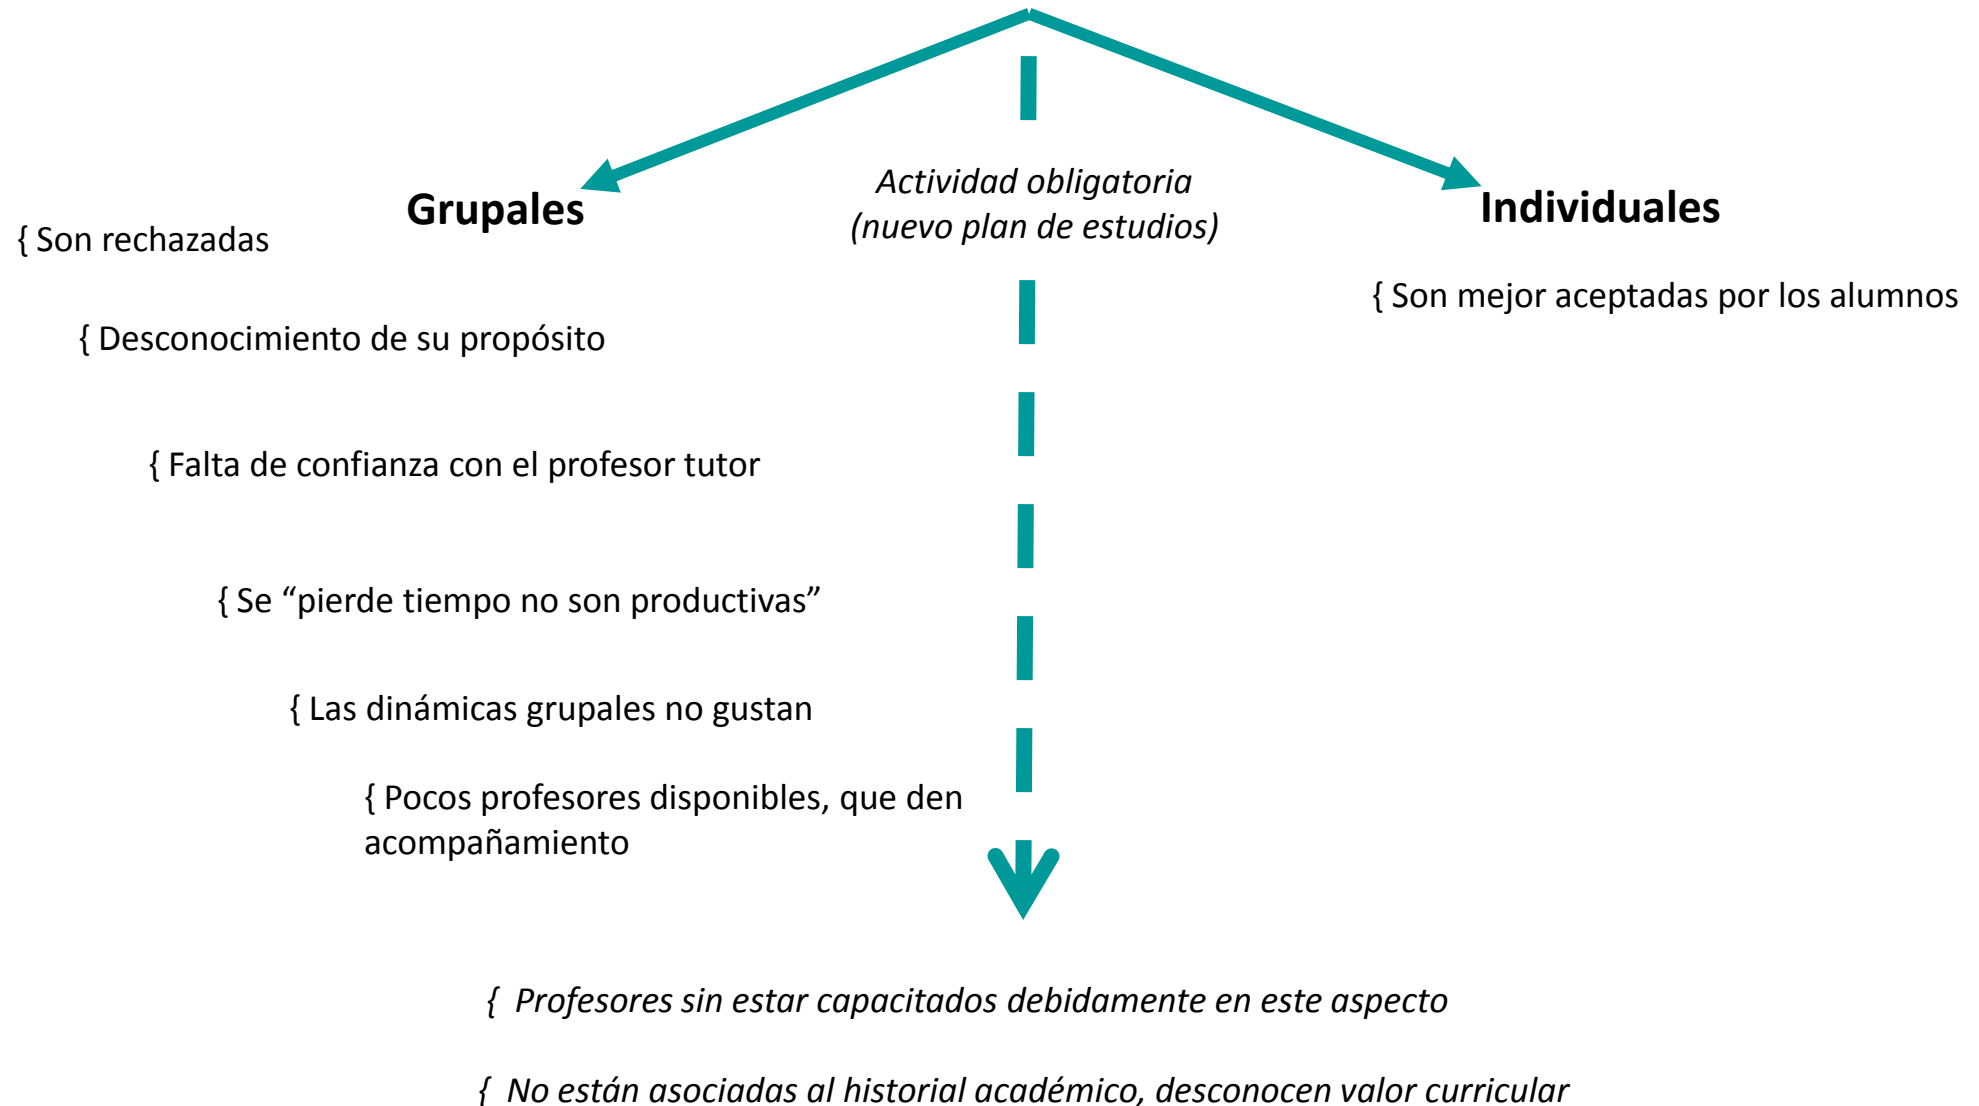 Grupales
{ Son rechazadas
{ Desconocimiento de su propósito
{ Falta de confianza con el profesor tutor
{ Se “pierde tiempo no son productivas”
{ Las dinámicas grupales no gustan
{ Pocos profesores disponibles, que den
acompañamiento
Actividad obligatoria
(nuevo plan de estudios)
Individuales
{ Son mejor aceptadas por los alumnos
{ Profesores sin estar capacitados debidamente en este aspecto
{ No están asociadas al historial académico, desconocen valor curricular